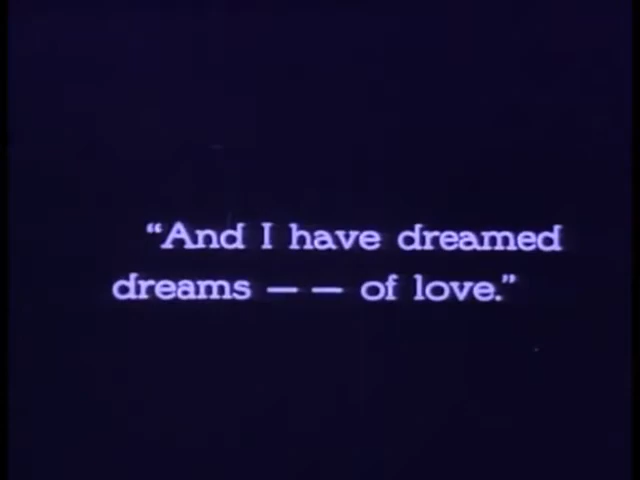 “And I have dreamed
dreams — — of love.”